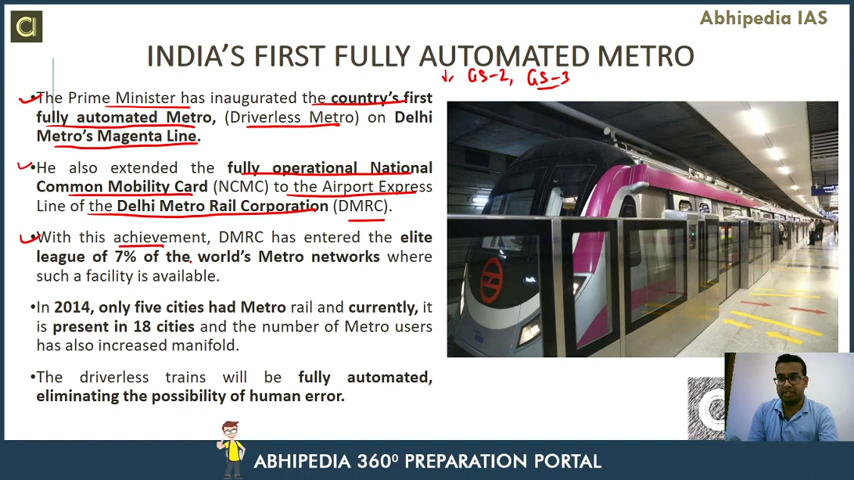 Abhipedia IAS
INDIA'S FIRST FULLY AUTOMATED METRO
GS-2, GS-3
•The Prime Minister has inaugurated the country's first
fully automated Metro, (Driverless Metro) on Delhi
Metro's Magenta Line.
•He also extended the fully operational National
Common Mobility Card (NCMC) to the Airport Express
Line of the Delhi Metro Rail Corporation (DMRC).
•With this achievement, DMRC has entered the elite
league of 7% of the world's Metro networks where
such a facility is available.
•In 2014, only five cities had Metro rail and currently, it
is present in 18 cities and the number of Metro users
has also increased manifold.
•The driverless trains will be fully automated,
eliminating the possibility of human error.
ABHIPEDIA 360⁰ PREPARATION PORTAL